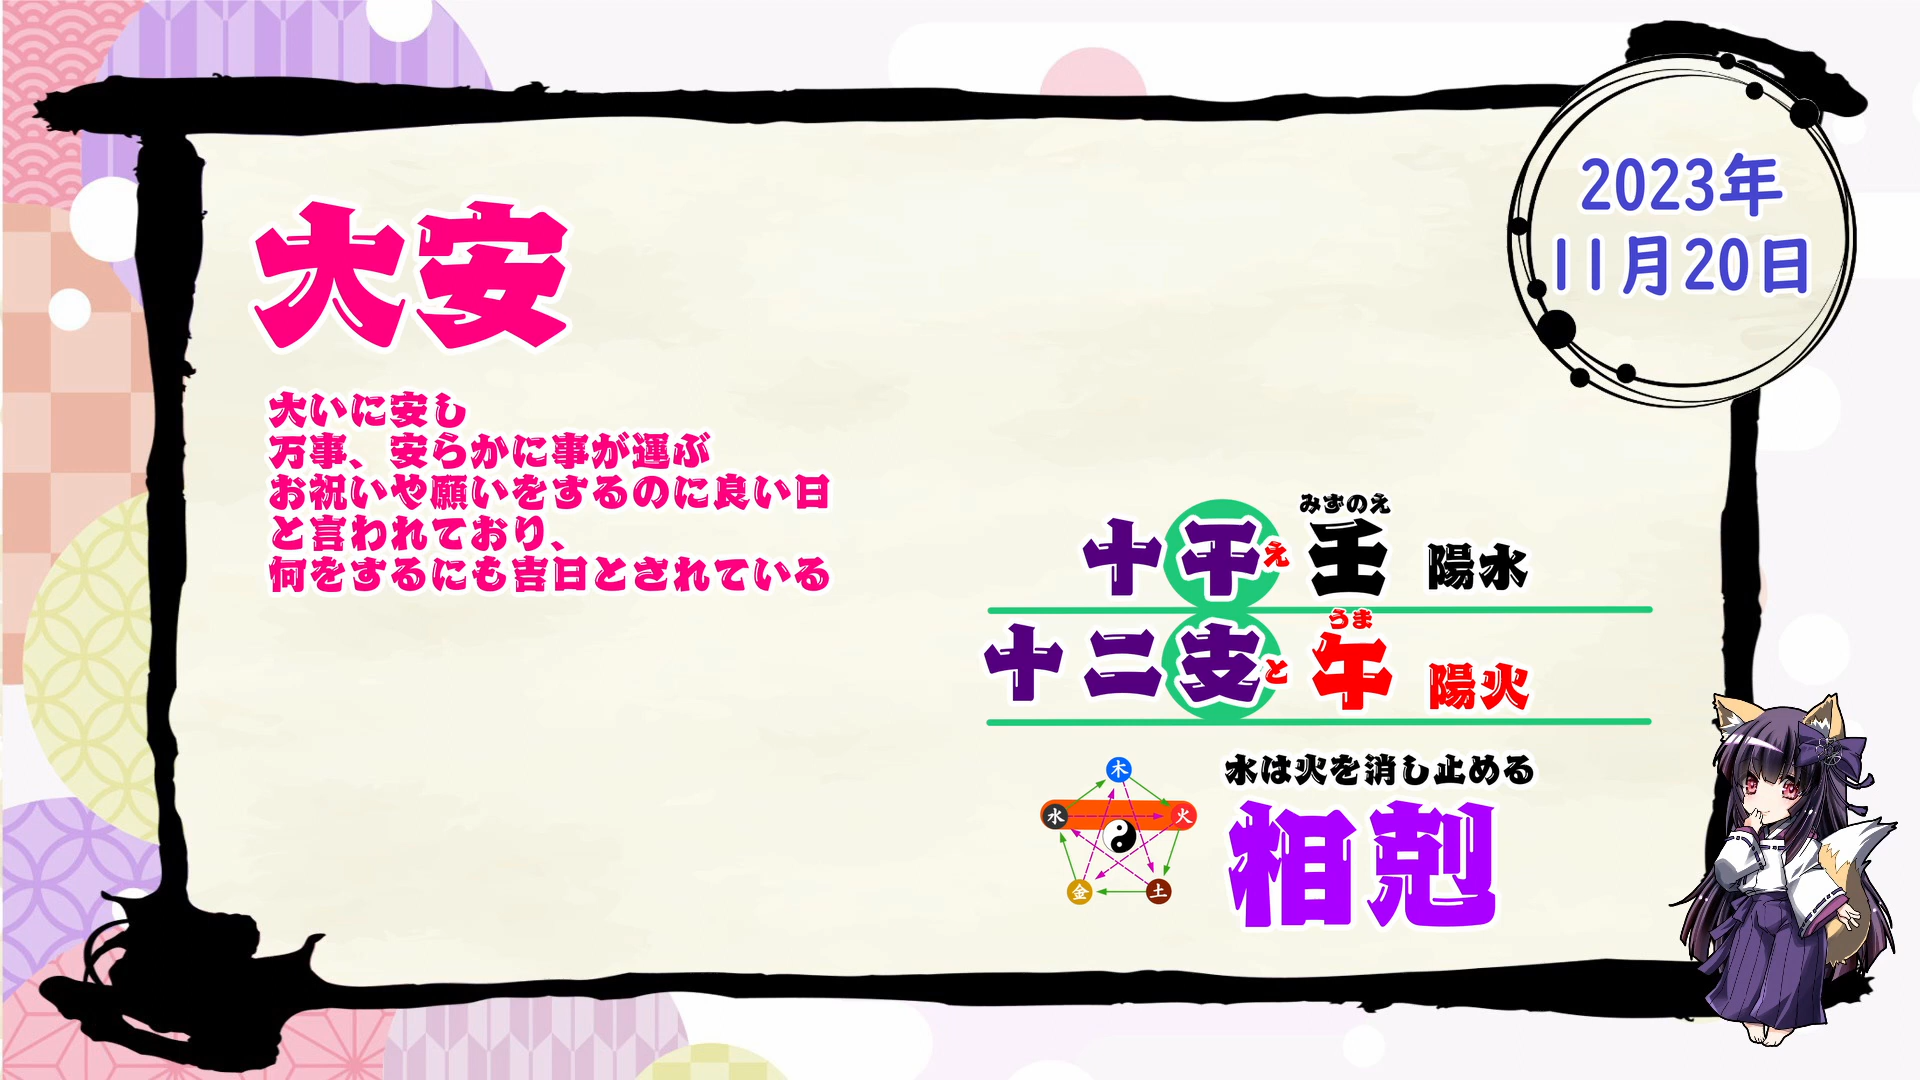 2023年
11月20日
大安
大いに安し
万事、安らかに事が運ぶ
お祝いや願いをするのに良い日
と言われており、
何をするにも吉日とされている
みずのえ
十干え 壬 陽水
うま
十二支と 午 陽火
水は火を消し止める
相剋
木
水
火
金
土